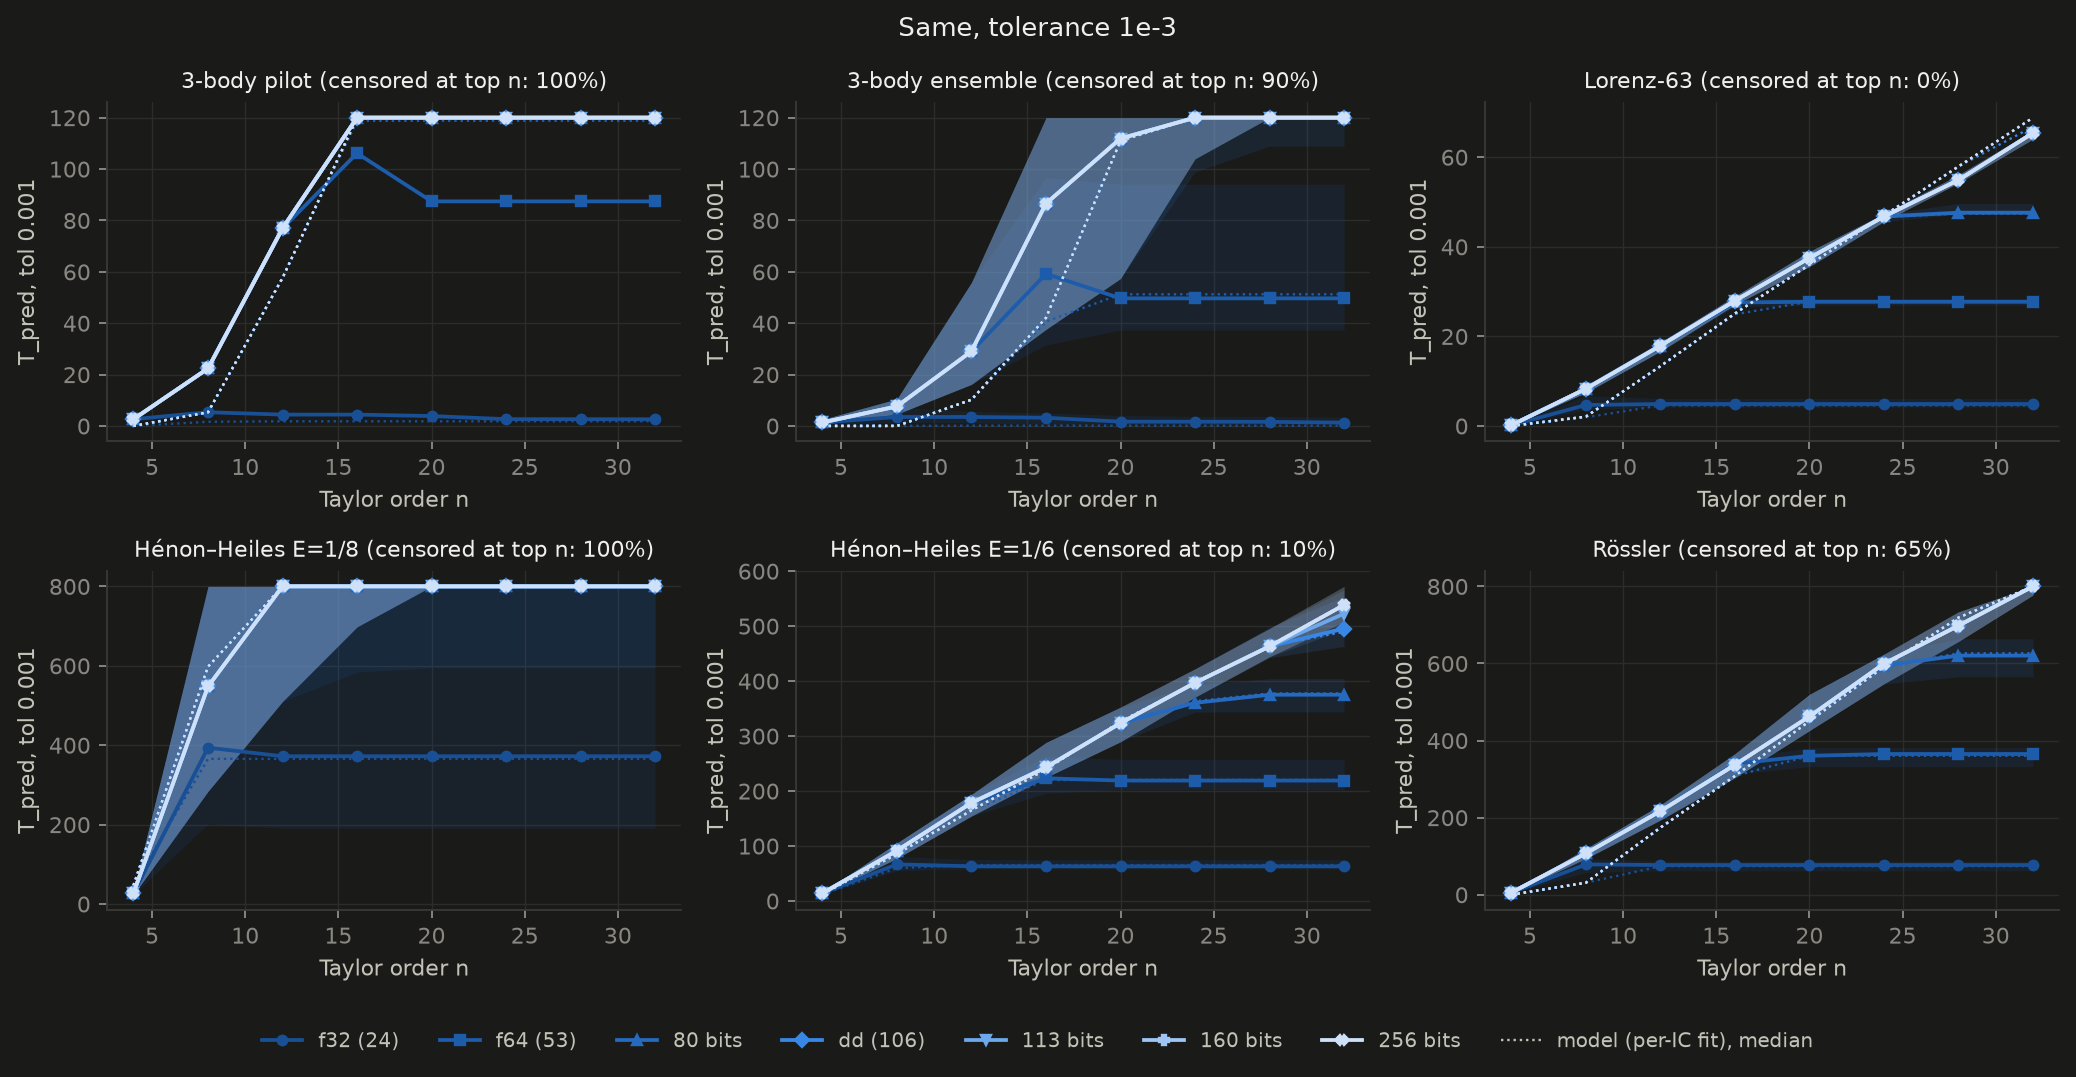 Same, tolerance 1e-3
3-body pilot (censored at top n: 100%)
T_pred, tol 0.001
120
100
80
60
40
20
0
5 10 15 20 25 30
Taylor order n
3-body ensemble (censored at top n: 90%)
T_pred, tol 0.001
120
100
80
60
40
20
0
5 10 15 20 25 30
Taylor order n
Lorenz-63 (censored at top n: 0%)
T_pred, tol 0.001
60
40
20
0
5 10 15 20 25 30
Taylor order n
Hénon–Heiles E=1/8 (censored at top n: 100%)
T_pred, tol 0.001
800
600
400
200
0
5 10 15 20 25 30
Taylor order n
Hénon–Heiles E=1/6 (censored at top n: 10%)
T_pred, tol 0.001
600
500
400
300
200
100
0
5 10 15 20 25 30
Taylor order n
Rössler (censored at top n: 65%)
T_pred, tol 0.001
800
600
400
200
0
5 10 15 20 25 30
Taylor order n
f32 (24) f64 (53) 80 bits dd (106) 113 bits 160 bits 256 bits model (per-IC fit), median